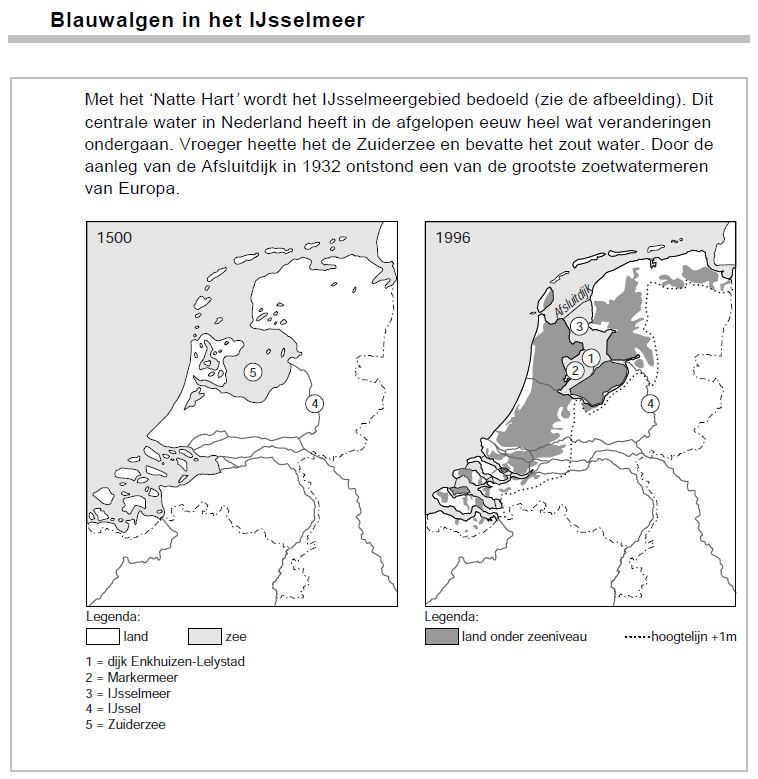 Blauwalgen in het IJsselmeer
Met het ‘Natte Hart’ wordt het IJsselmeergebied bedoeld (zie de afbeelding). Dit
centrale water in Nederland heeft in de afgelopen eeuw heel wat veranderingen
ondergaan. Vroeger heette het de Zuiderzee en bevatte het zout water. Door de
aanleg van de Afsluitdijk in 1932 ontstond een van de grootste zoetwatermeren
van Europa.
1500
5
4
Legenda:
land
zee
1 = dijk Enkhuizen-Lelystad
2 = Markermeer
3 = IJsselmeer
4 = IJssel
5 = Zuiderzee
1996
Afsluitdijk
3
1
2
4
Legenda:
land onder zeeniveau
hoogtelijn +1m